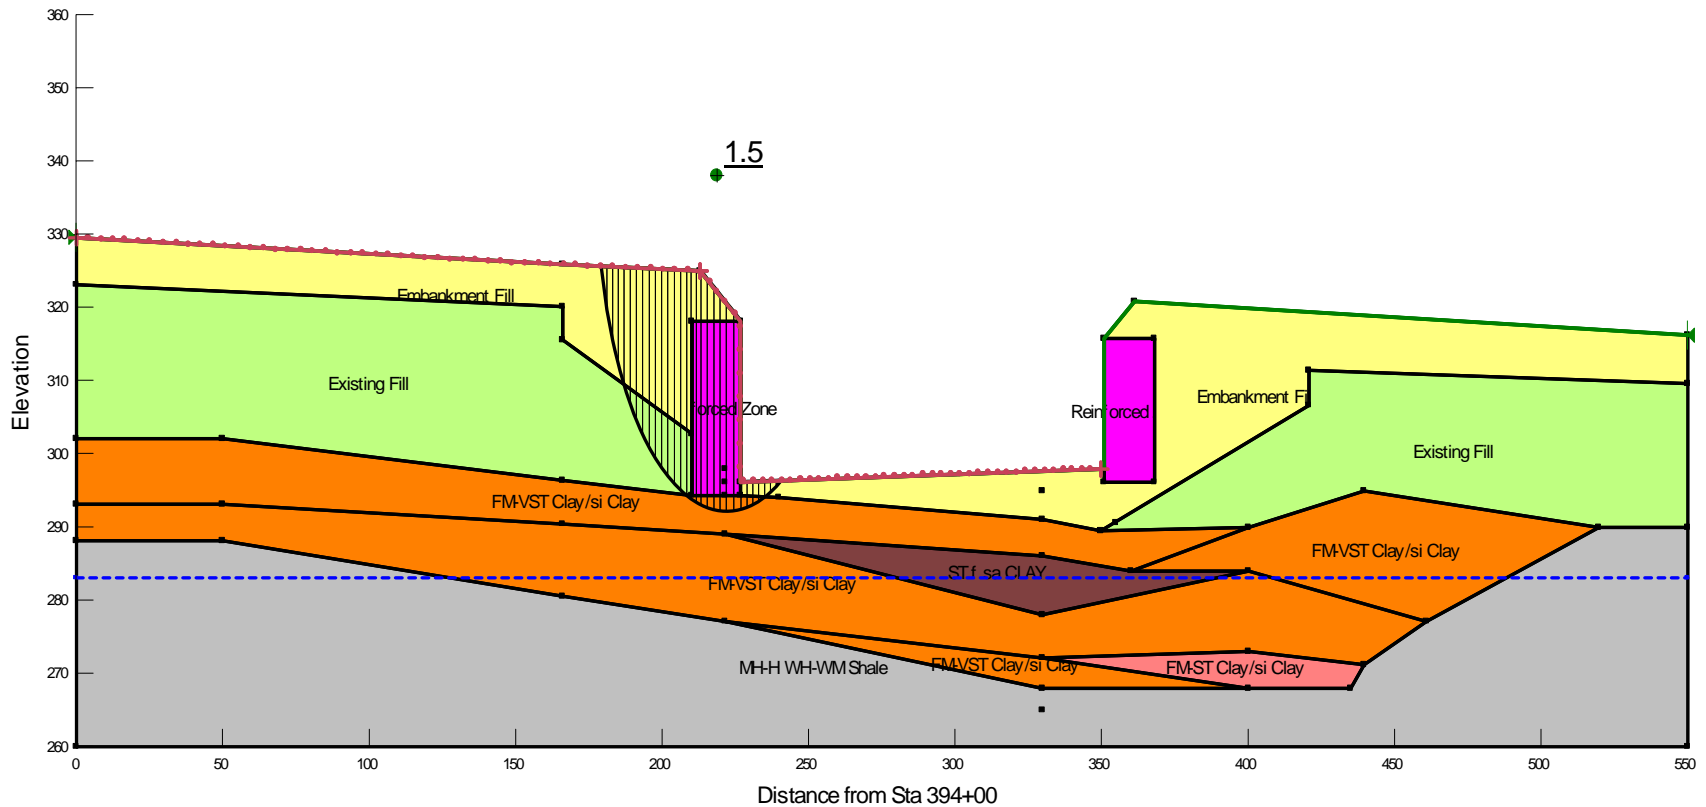 360
350
340
330
320
310
300
290
280
270
260
Elevation
1.5
Embankment Fill
Existing Fill
forced Zone
Reinforced
Embankment Fi
Existing Fill
FM-VST Clay/si Clay
FM-VST Clay/si Clay
ST f. sa CLAY
FM-VST Clay/si Clay
MH-H WH-WM Shale
FM-VST Clay/si Clay
FM-ST Clay/si Clay
0 50 100 150 200 250 300 350 400 450 500 550
Distance from Sta 394+00